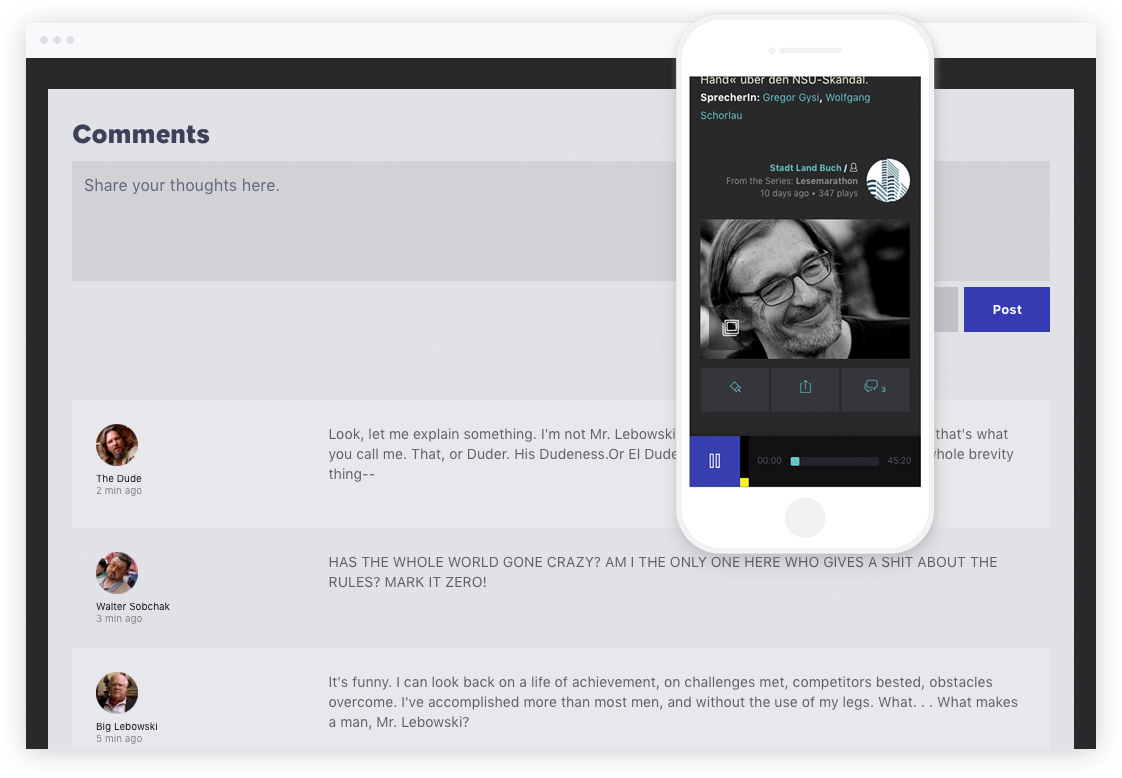 Comments
Share your thoughts here.
Post
The Dude
2 min ago
Look, let me explain something. I'm not Mr. Lebowski
that's what
you call me. That, or Duder. His Dudeness.Or El Dude
whole brevity
thing--
Walter Sobchak
3 min ago
HAS THE WHOLE WORLD GONE CRAZY? AM I THE ONLY ONE HERE WHO GIVES A SHIT ABOUT THE
RULES? MARK IT ZERO!
Big Lebowski
5 min ago
It's funny. I can look back on a life of achievement, on challenges met, competitors bested, obstacles
overcome. I've accomplished more than most men, and without the use of my legs. What. . . What makes
a man, Mr. Lebowski?
Hand« über den NSU-Skandal.
SprecherIn: Gregor Gysi, Wolfgang
Schorlau
Stadt Land Buch /
From the Series: Lesemarathon
10 days ago • 347 plays
3
00:00
45:20